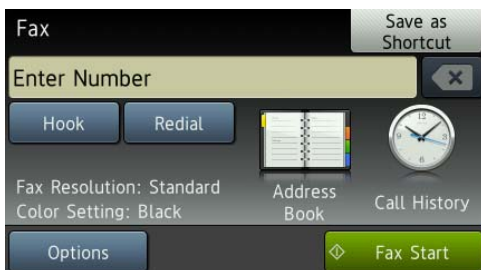 Fax
Save as
Shortcut
Enter Number
Hook
Redial
Fax Resolution: Standard
Color Setting: Black
Address
Book
Call History
Options
Fax Start